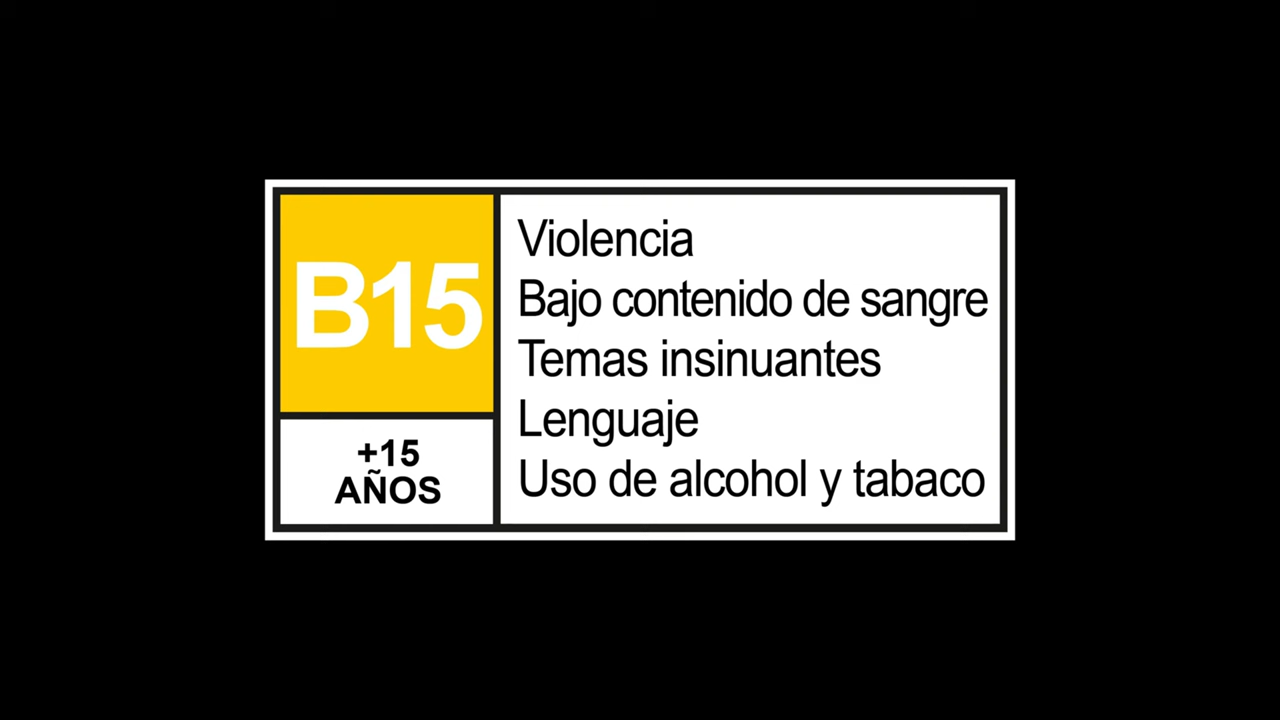 B15
+15
AÑOS
Violencia
Bajo contenido de sangre
Temas insinuantes
Lenguaje
Uso de alcohol y tabaco